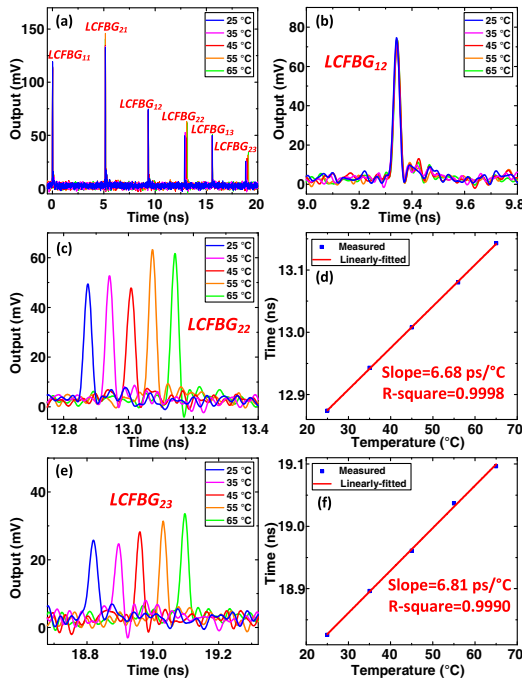 (a)
LCFBG21
LCFBG11
LCFBG12
LCFBG22
LCFBG13
LCFBG23
25 °C
35 °C
45 °C
55 °C
65 °C
Output (mV)
150
100
50
0
0 5 10 15 20
Time (ns)
(b)
LCFBG12
25 °C
35 °C
45 °C
55 °C
65 °C
Output (mV)
80
60
40
20
0
9.0 9.2 9.4 9.6 9.8
Time (ns)
(c)
LCFBG22
25 °C
35 °C
45 °C
55 °C
65 °C
Output (mV)
60
40
20
0
12.8 13.0 13.2 13.4
Time (ns)
Measured
Linearly-fitted
(d)
Slope=6.68 ps/°C
R-square=0.9998
Time (ns)
13.1
13.0
12.9
20 30 40 50 60 70
Temperature (°C)
(e)
LCFBG23
25 °C
35 °C
45 °C
55 °C
65 °C
Output (mV)
40
20
0
18.8 19.0 19.2
Time (ns)
Measured
Linearly-fitted
(f)
Slope=6.81 ps/°C
R-square=0.9990
Time (ns)
19.1
19.0
18.9
20 30 40 50 60 70
Temperature (°C)